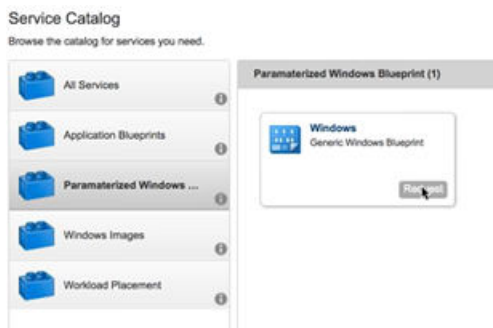 Service Catalog
Browse the catalog for services you need.
All Services
Application Blueprints
Paramaterized Windows ...
Windows Images
Workload Placement
Paramaterized Windows Blueprint (1)
Windows
Generic Windows Blueprint
Request